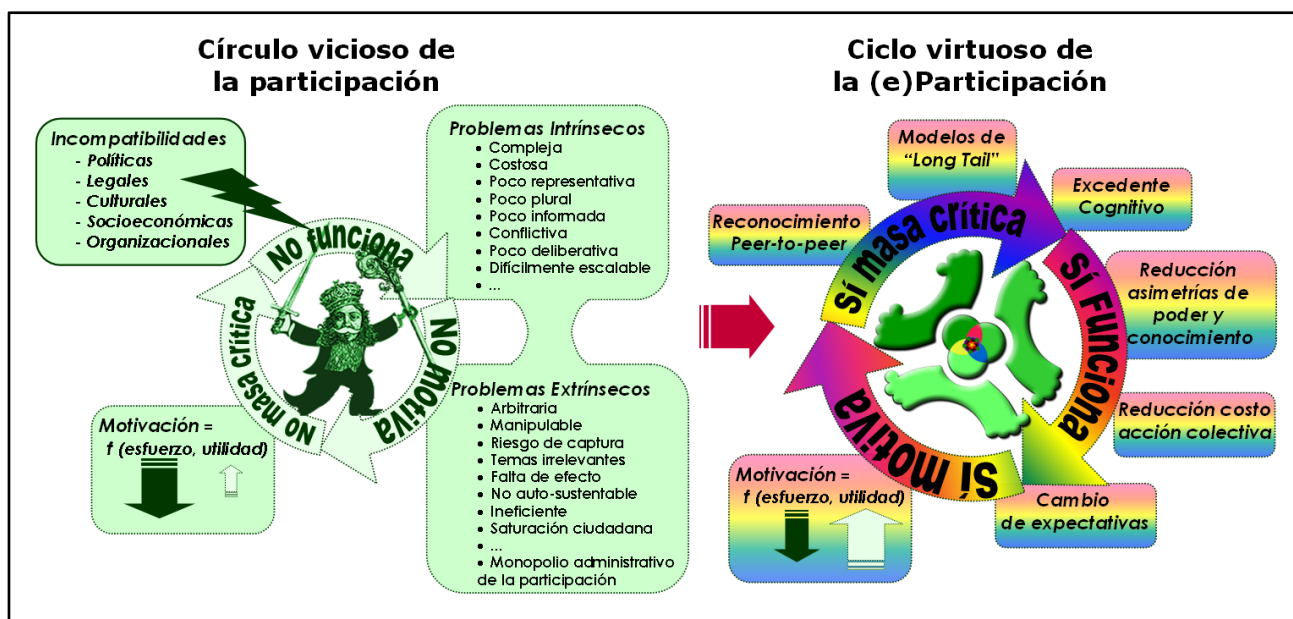 Círculo vicioso de
la participación
Incompatibilidades
- Políticas
- Legales
- Culturales
- Socioeconómicas
- Organizacionales
No funciona
No motiva
No masa crítica
Problemas Intrínsecos
• Compleja
• Costosa
• Poco representativa
• Poco plural
• Poco informada
• Conflictiva
• Poco deliberativa
• Difícilmente escalable
• ...
Problemas Extrínsecos
• Arbitraria
• Manipulable
• Riesgo de captura
• Temas irrelevantes
• Falta de efecto
• No auto-sustentable
• Ineficiente
• Saturación ciudadana
• ...
• Monopolio administrativo
de la participación
Motivación =
f (esfuerzo, utilidad)
Ciclo virtuoso de
la (e)Participación
Modelos de
“Long Tail”
Excedente
Cognitivo
Reconocimiento
Peer-to-peer
Sí masa crítica
Sí Funciona
Sí motiva
Reducción
asimetrías de
poder y
conocimiento
Reducción costo
acción colectiva
Cambio
de expectativas
Motivación =
f (esfuerzo, utilidad)